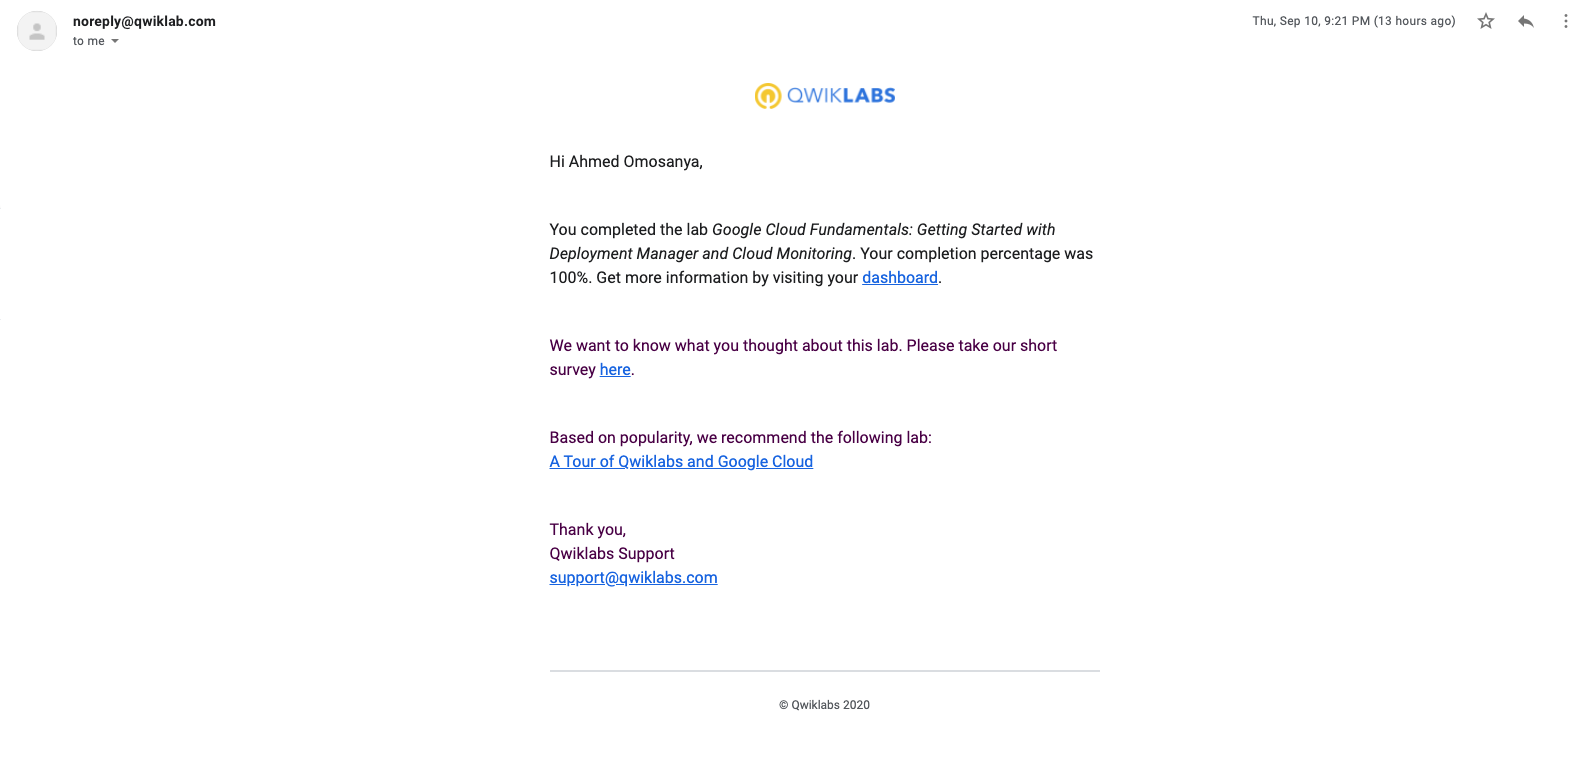 noreply@qwiklab.com
Thu, Sep 10, 9:21 PM (13 hours ago)
to me
QWIKLABS
Hi Ahmed Omosanya,
You completed the lab Google Cloud Fundamentals: Getting Started with
Deployment Manager and Cloud Monitoring. Your completion percentage was
100%. Get more information by visiting your dashboard.
We want to know what you thought about this lab. Please take our short
survey here.
Based on popularity, we recommend the following lab:
A Tour of Qwiklabs and Google Cloud
Thank you,
Qwiklabs Support
support@qwiklabs.com
© Qwiklabs 2020